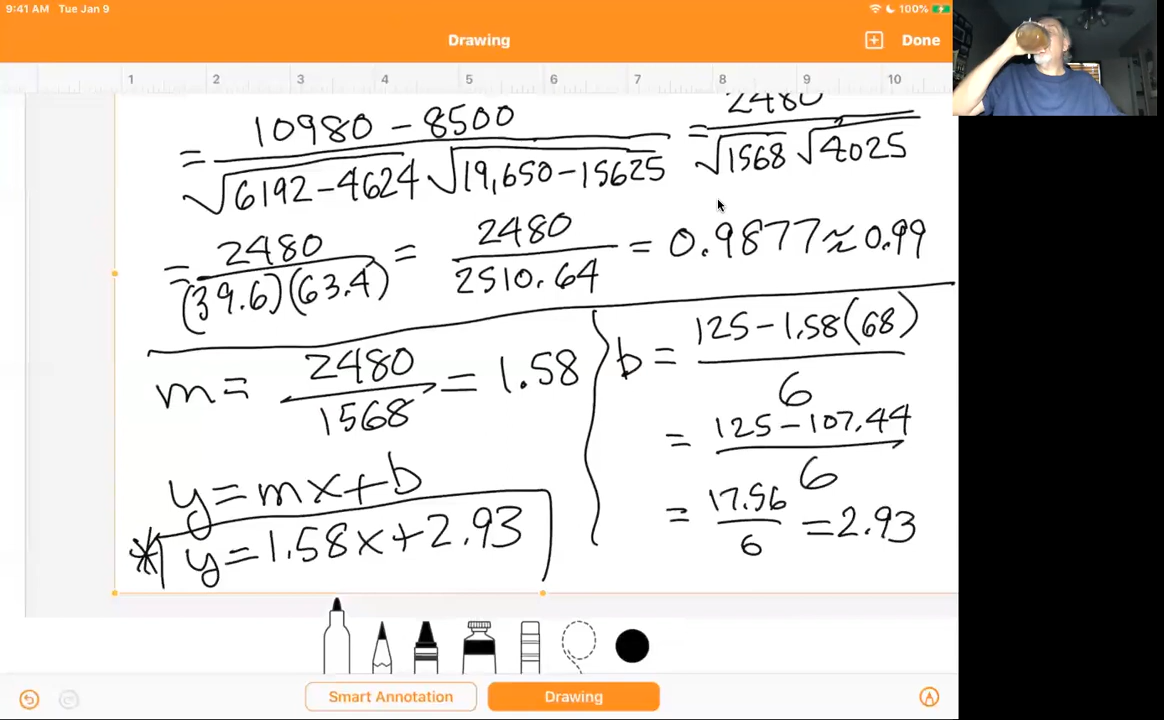 9:41 AM Tue Jan 9
100%
Drawing
Done
1 2 3 4 5 6 7 8 9 10
= 10980 - 8500 / √6192-4624 √19,650-15625 = 2480 / √1568 √4025
= 2480 / (39.6)(63.4) = 2480 / 2510.64 = 0.9877 ≈ 0.99
m = 2480 / 1568 = 1.58
b = 125 - 1.58(68) / 6
= 125 - 107.44 / 6
= 17.56 / 6 = 2.93
y = mx + b
* y = 1.58x + 2.93
Smart Annotation
Drawing